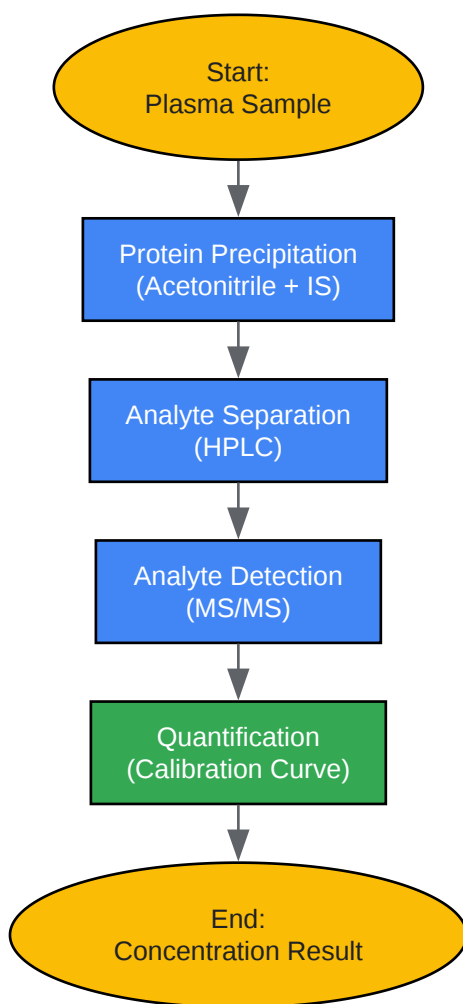 Start:
Plasma Sample
Protein Precipitation
(Acetonitrile + IS)
Analyte Separation
(HPLC)
Analyte Detection
(MS/MS)
Quantification
(Calibration Curve)
End:
Concentration Result